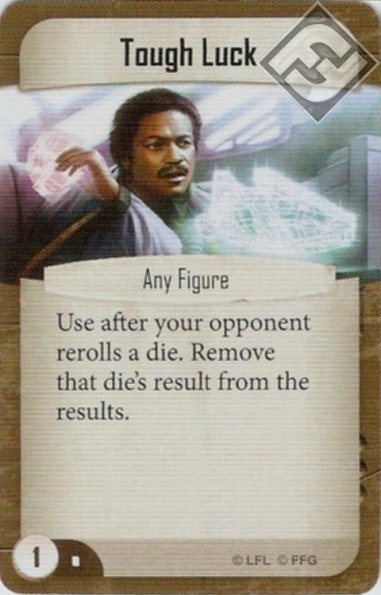 Tough Luck
Any Figure
Use after your opponent
rerolls a die. Remove
that die's result from the
results.
1
© LFL © FFG